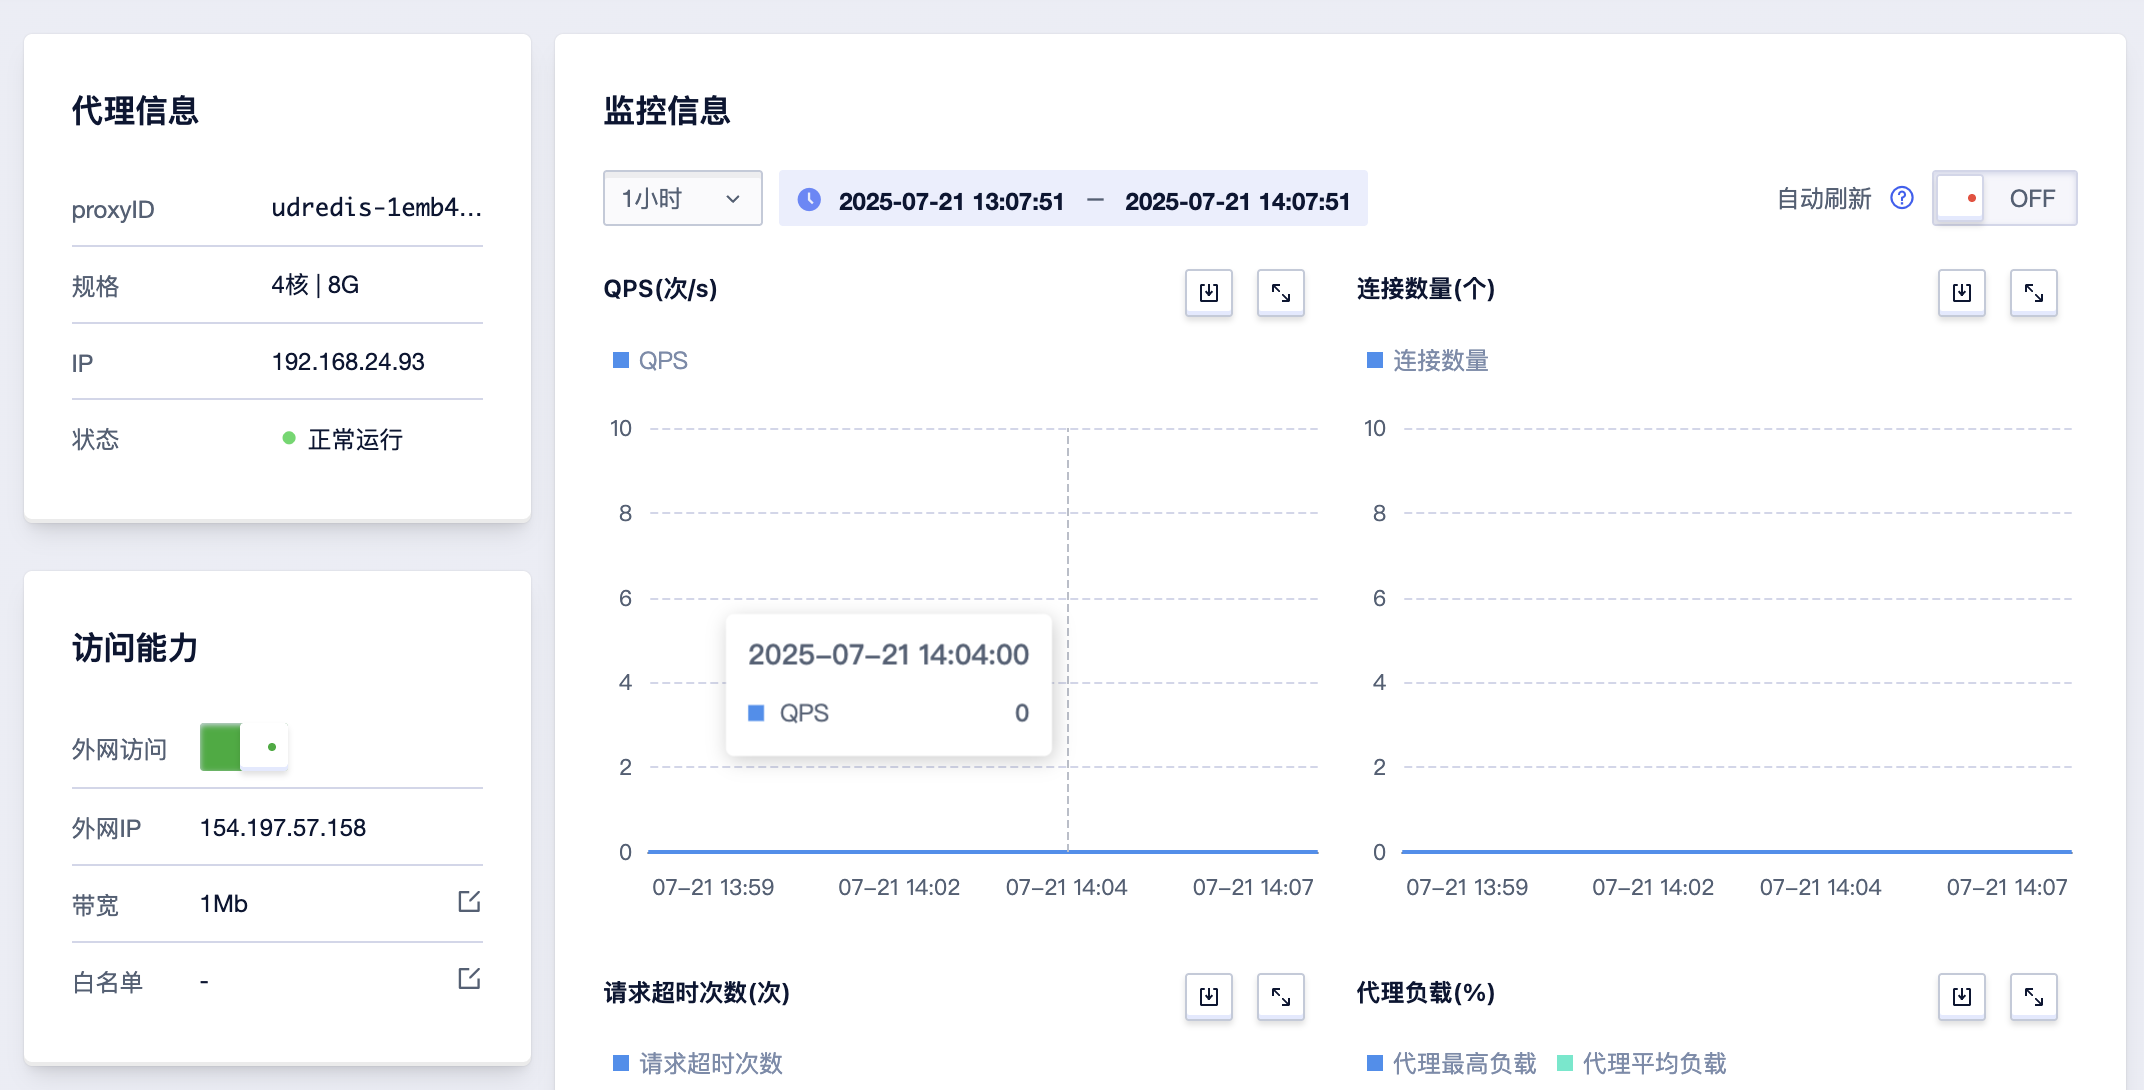 代理信息
proxyID udredis-1emb4...
规格 4核 | 8G
IP 192.168.24.93
状态 正常运行
访问能力
外网访问
外网IP 154.197.57.158
带宽 1Mb
白名单 -
监控信息
1小时 2025-07-21 13:07:51 — 2025-07-21 14:07:51 自动刷新 OFF
QPS(次/s)
QPS
10
8
6
4
2
0
07-21 13:59 07-21 14:02 07-21 14:04 07-21 14:07
2025-07-21 14:04:00
QPS 0
连接数量(个)
连接数量
10
8
6
4
2
0
07-21 13:59 07-21 14:02 07-21 14:04 07-21 14:07
请求超时次数(次)
请求超时次数
代理负载(%)
代理最高负载 代理平均负载